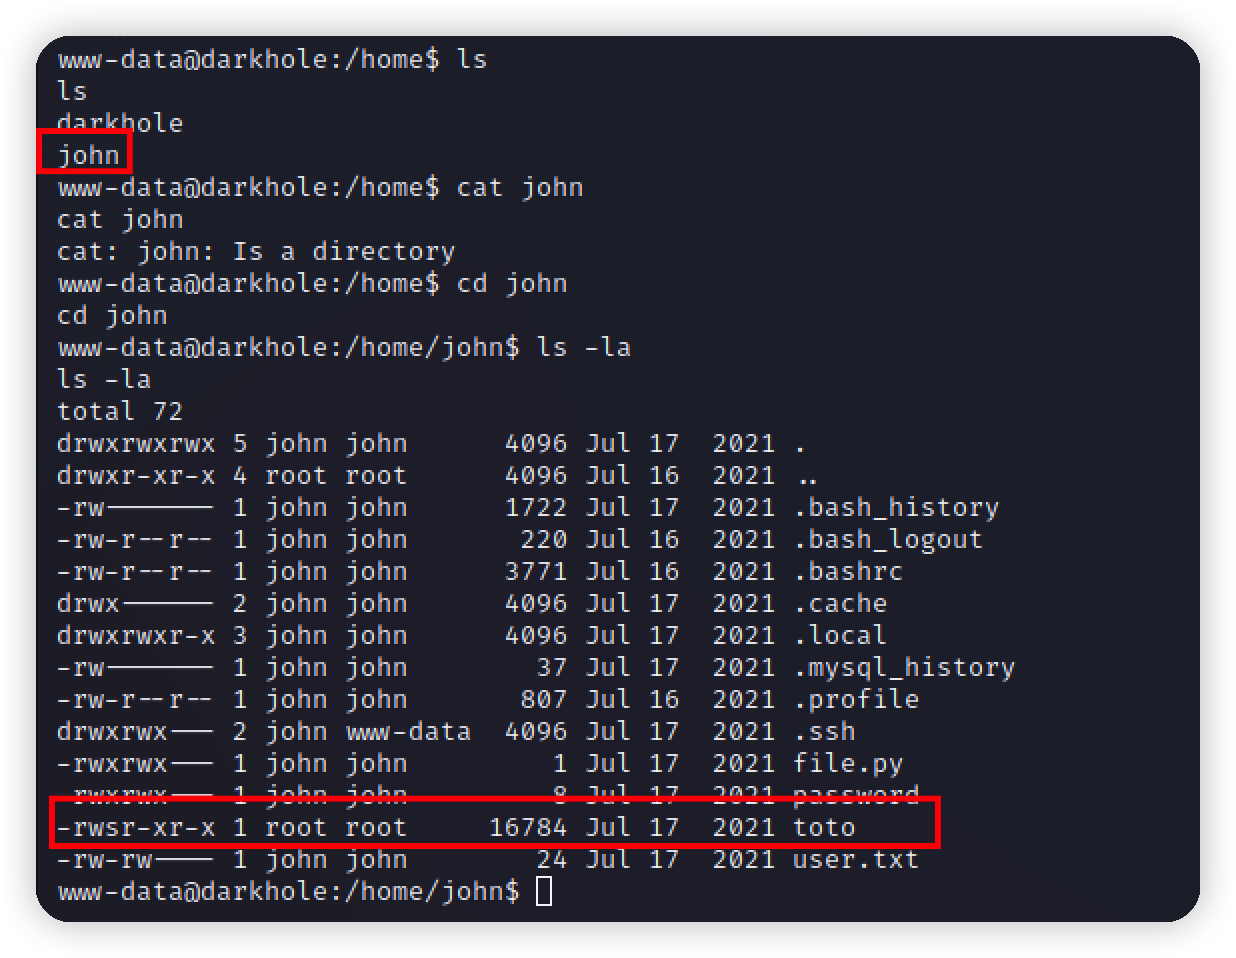 www-data@darkhole:/home$ ls
ls
darkhole
john
www-data@darkhole:/home$ cat john
cat john
cat: john: Is a directory
www-data@darkhole:/home$ cd john
cd john
www-data@darkhole:/home/john$ ls -la
ls -la
total 72
drwxrwxrwx 5 john john 4096 Jul 17 2021 .
drwxr-xr-x 4 root root 4096 Jul 16 2021 ..
-rw------- 1 john john 1722 Jul 17 2021 .bash_history
-rw-r--r-- 1 john john 220 Jul 16 2021 .bash_logout
-rw-r--r-- 1 john john 3771 Jul 16 2021 .bashrc
drwx------ 2 john john 4096 Jul 17 2021 .cache
drwxrwxr-x 3 john john 4096 Jul 17 2021 .local
-rw------- 1 john john 37 Jul 17 2021 .mysql_history
-rw-r--r-- 1 john john 807 Jul 16 2021 .profile
drwxrwx--- 2 john www-data 4096 Jul 17 2021 .ssh
-rwxrwx--- 1 john john 1 Jul 17 2021 file.py
-rwxrwx--- 1 john john 8 Jul 17 2021 password
-rwsr-xr-x 1 root root 16784 Jul 17 2021 toto
-rw-rw---- 1 john john 24 Jul 17 2021 user.txt
www-data@darkhole:/home/john$